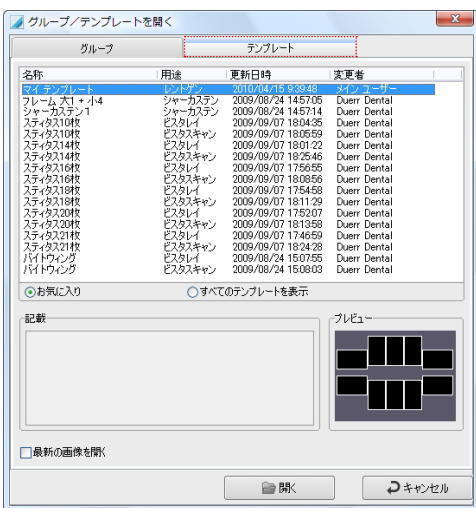 グループ／テンプレートを開く
グループ テンプレート
名称 用途 更新日時 変更者
マイ テンプレート レントゲン 2010/04/15 9:39:48 メイン ユーザー
フレーム 大1 + 小4 シャーカステン 2009/08/24 14:57:05 Duerr Dental
シャーカステン1 シャーカステン 2009/08/24 14:57:14 Duerr Dental
スティタス10枚 ビスタレイ 2009/09/07 18:04:35 Duerr Dental
スティタス10枚 ビスタスキャン 2009/09/07 18:05:59 Duerr Dental
スティタス14枚 ビスタレイ 2009/09/07 18:01:22 Duerr Dental
スティタス14枚 ビスタスキャン 2009/09/07 18:25:46 Duerr Dental
スティタス16枚 ビスタレイ 2009/09/07 17:56:55 Duerr Dental
スティタス16枚 ビスタスキャン 2009/09/07 18:08:56 Duerr Dental
スティタス18枚 ビスタレイ 2009/09/07 17:54:58 Duerr Dental
スティタス18枚 ビスタスキャン 2009/09/07 18:11:29 Duerr Dental
スティタス20枚 ビスタレイ 2009/09/07 17:52:07 Duerr Dental
スティタス20枚 ビスタスキャン 2009/09/07 18:13:58 Duerr Dental
スティタス21枚 ビスタレイ 2009/09/07 17:46:59 Duerr Dental
スティタス21枚 ビスタスキャン 2009/09/07 18:24:28 Duerr Dental
バイトウィング ビスタレイ 2009/08/24 15:07:55 Duerr Dental
バイトウィング ビスタスキャン 2009/08/24 15:08:03 Duerr Dental
お気に入り すべてのテンプレートを表示
記載 プレビュー
最新の画像を開く
開く キャンセル